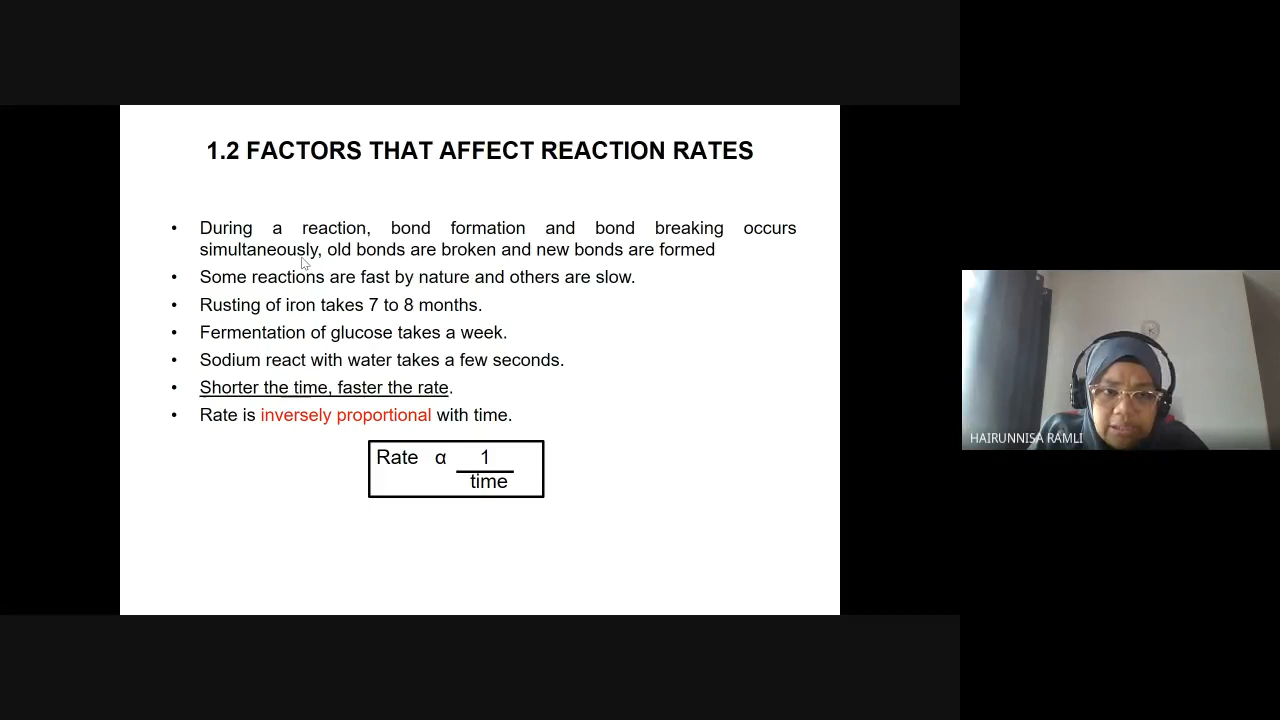 1.2 FACTORS THAT AFFECT REACTION RATES
• During a reaction, bond formation and bond breaking occurs
simultaneously, old bonds are broken and new bonds are formed
• Some reactions are fast by nature and others are slow.
• Rusting of iron takes 7 to 8 months.
• Fermentation of glucose takes a week.
• Sodium react with water takes a few seconds.
• Shorter the time, faster the rate.
• Rate is inversely proportional with time.
Rate α 1
time
HAIRUNNISA RAMLI